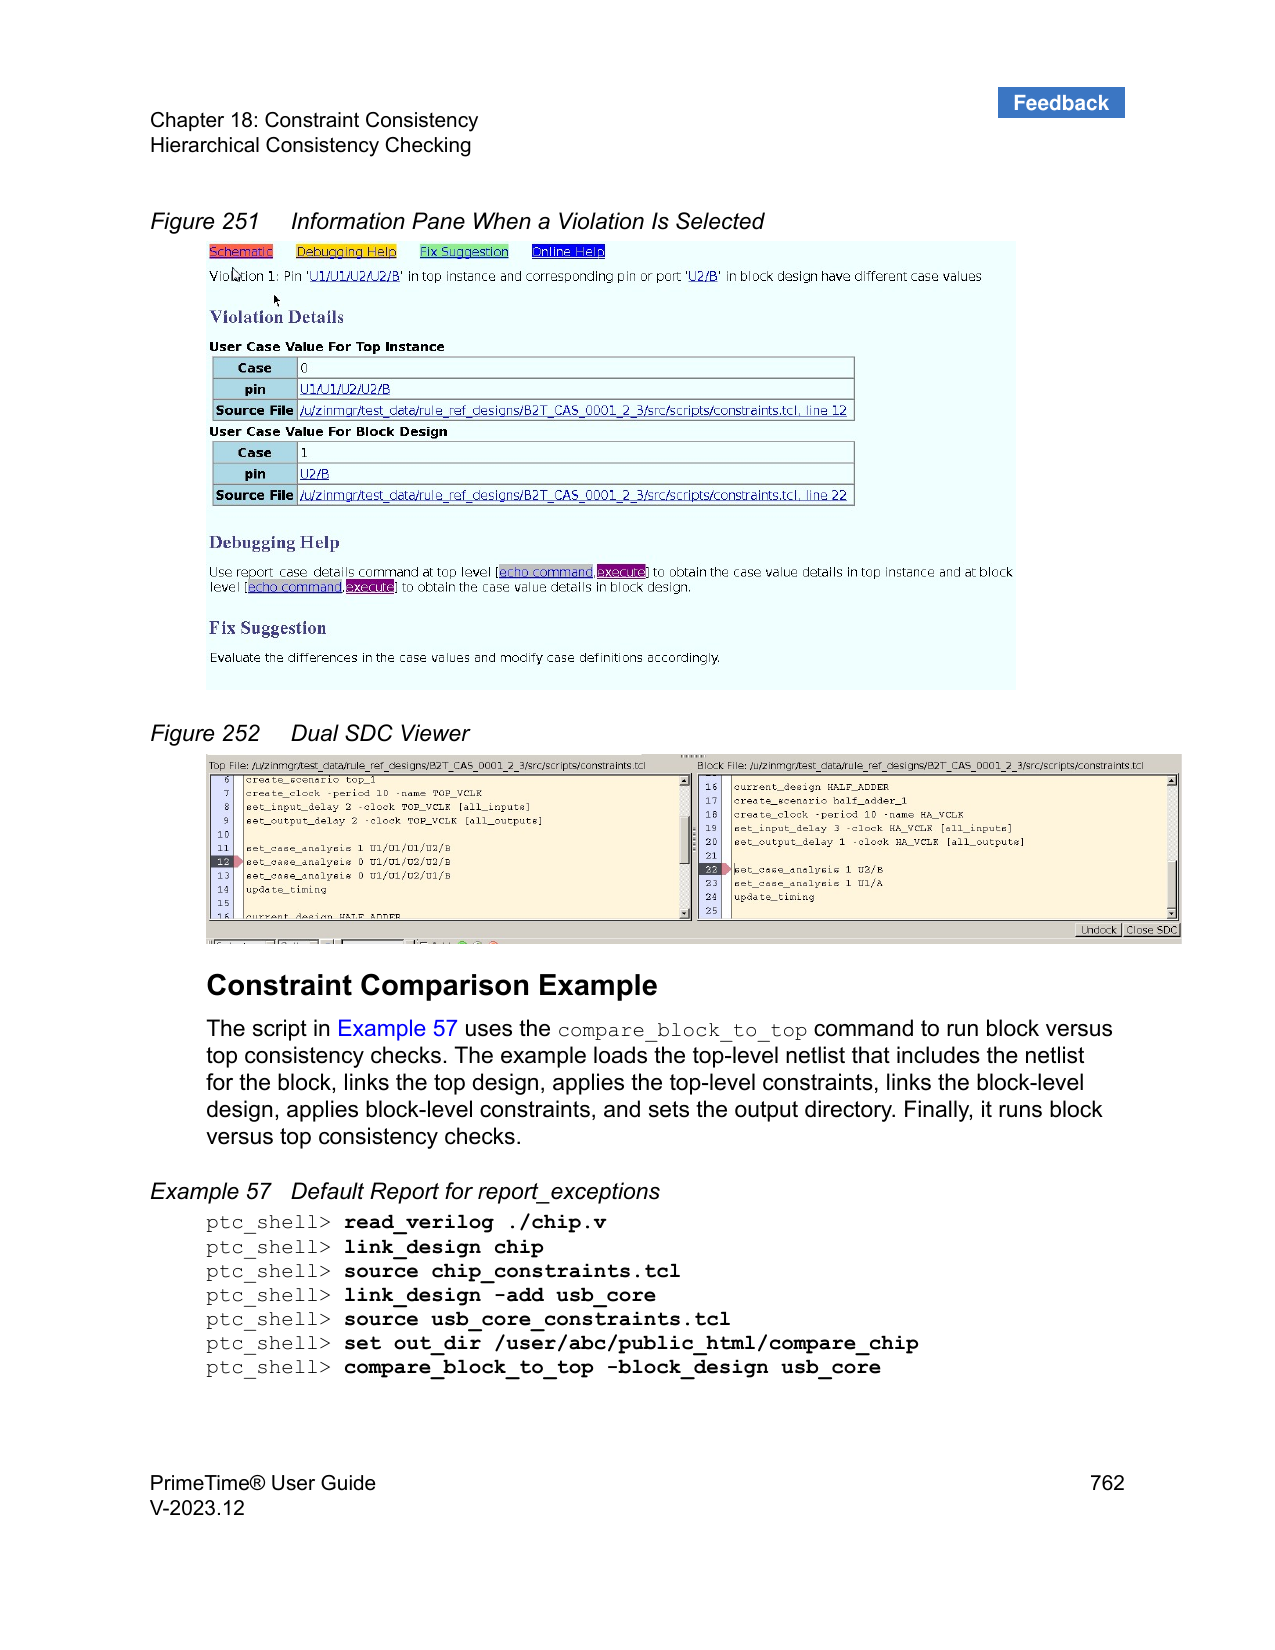 Feedback
Chapter 18: Constraint Consistency
Hierarchical Consistency Checking
Figure 251 Information Pane When a Violation Is Selected
Schematic Debugging Help Fix Suggestion Online Help
Violation 1: Pin 'U1/U1/U2/U2/B' in top instance and corresponding pin or port 'U2/B' in block design have different case values
Violation Details
User Case Value For Top Instance
Case 0
pin U1/U1/U2/U2/B
Source File /u/zinmgr/test_data/rule_ref_designs/B2T_CAS_0001_2_3/src/scripts/constraints.tcl, line 12
User Case Value For Block Design
Case 1
pin U2/B
Source File /u/zinmgr/test_data/rule_ref_designs/B2T_CAS_0001_2_3/src/scripts/constraints.tcl, line 22
Debugging Help
Use report_case_details command at top level [echo command,execute] to obtain the case value details in top instance and at block
level [echo command,execute] to obtain the case value details in block design.
Fix Suggestion
Evaluate the differences in the case values and modify case definitions accordingly.
Figure 252 Dual SDC Viewer
Top File: /u/zinmgr/test_data/rule_ref_designs/B2T_CAS_0001_2_3/src/scripts/constraints.tcl
6 create_scenario top_1
7 create_clock -period 10 -name TOP_VCLK
8 set_input_delay 2 -clock TOP_VCLK [all_inputs]
9 set_output_delay 2 -clock TOP_VCLK [all_outputs]
10
11 set_case_analysis 1 U1/U1/U1/U2/B
12 set_case_analysis 0 U1/U1/U2/U2/B
13 set_case_analysis 0 U1/U1/U2/U1/B
14 update_timing
15
16 current_design HALF_ADDER
Block File: /u/zinmgr/test_data/rule_ref_designs/B2T_CAS_0001_2_3/src/scripts/constraints.tcl
16 current_design HALF_ADDER
17 create_scenario half_adder_1
18 create_clock -period 10 -name HA_VCLK
19 set_input_delay 3 -clock HA_VCLK [all_inputs]
20 set_output_delay 1 -clock HA_VCLK [all_outputs]
21
22 set_case_analysis 1 U2/B
23 set_case_analysis 1 U1/A
24 update_timing
25
Undock Close SDC
Constraint Comparison Example
The script in Example 57 uses the compare_block_to_top command to run block versus
top consistency checks. The example loads the top-level netlist that includes the netlist
for the block, links the top design, applies the top-level constraints, links the block-level
design, applies block-level constraints, and sets the output directory. Finally, it runs block
versus top consistency checks.
Example 57 Default Report for report_exceptions
ptc_shell> read_verilog ./chip.v
ptc_shell> link_design chip
ptc_shell> source chip_constraints.tcl
ptc_shell> link_design -add usb_core
ptc_shell> source usb_core_constraints.tcl
ptc_shell> set out_dir /user/abc/public_html/compare_chip
ptc_shell> compare_block_to_top -block_design usb_core
PrimeTime® User Guide 762
V-2023.12